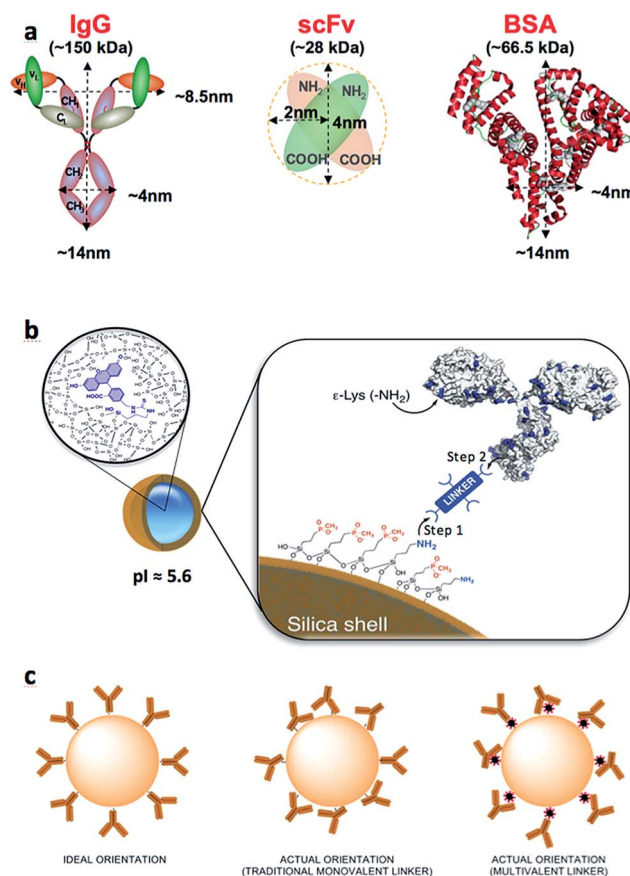 a
IgG
(~150 kDa)
scFv
(~28 kDa)
BSA
(~66.5 kDa)
VH
VL
CH1
CL
CH2
CH3
~8.5nm
~4nm
~14nm
NH2
NH2
2nm
4nm
COOH
COOH
~4nm
~14nm
b
HOOC
pI ≈ 5.6
ε-Lys (-NH2)
Step 2
LINKER
Step 1
NH2
NH2
Silica shell
c
IDEAL ORIENTATION
ACTUAL ORIENTATION
(TRADITIONAL MONOVALENT LINKER)
ACTUAL ORIENTATION
(MULTIVALENT LINKER)